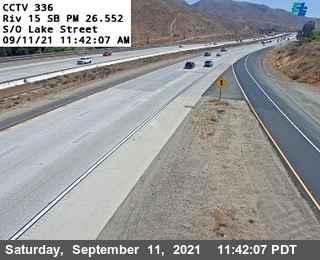 CCTV 336
Riv 15 SB PM 26.552
S/O Lake Street
09/11/21 11:42:07 AM
Saturday, September 11, 2021 11:42:07 PDT